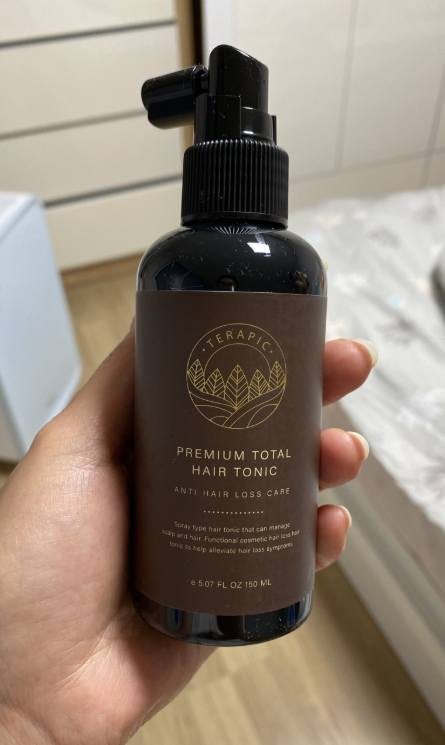 · TERAPIC ·
PREMIUM TOTAL
HAIR TONIC
ANTI HAIR LOSS CARE
Spray type hair tonic that can manage
scalp and hair. Functional cosmetic hair loss hair
tonic to help alleviate hair loss symptoms
e 5.07 FL OZ 150 ML